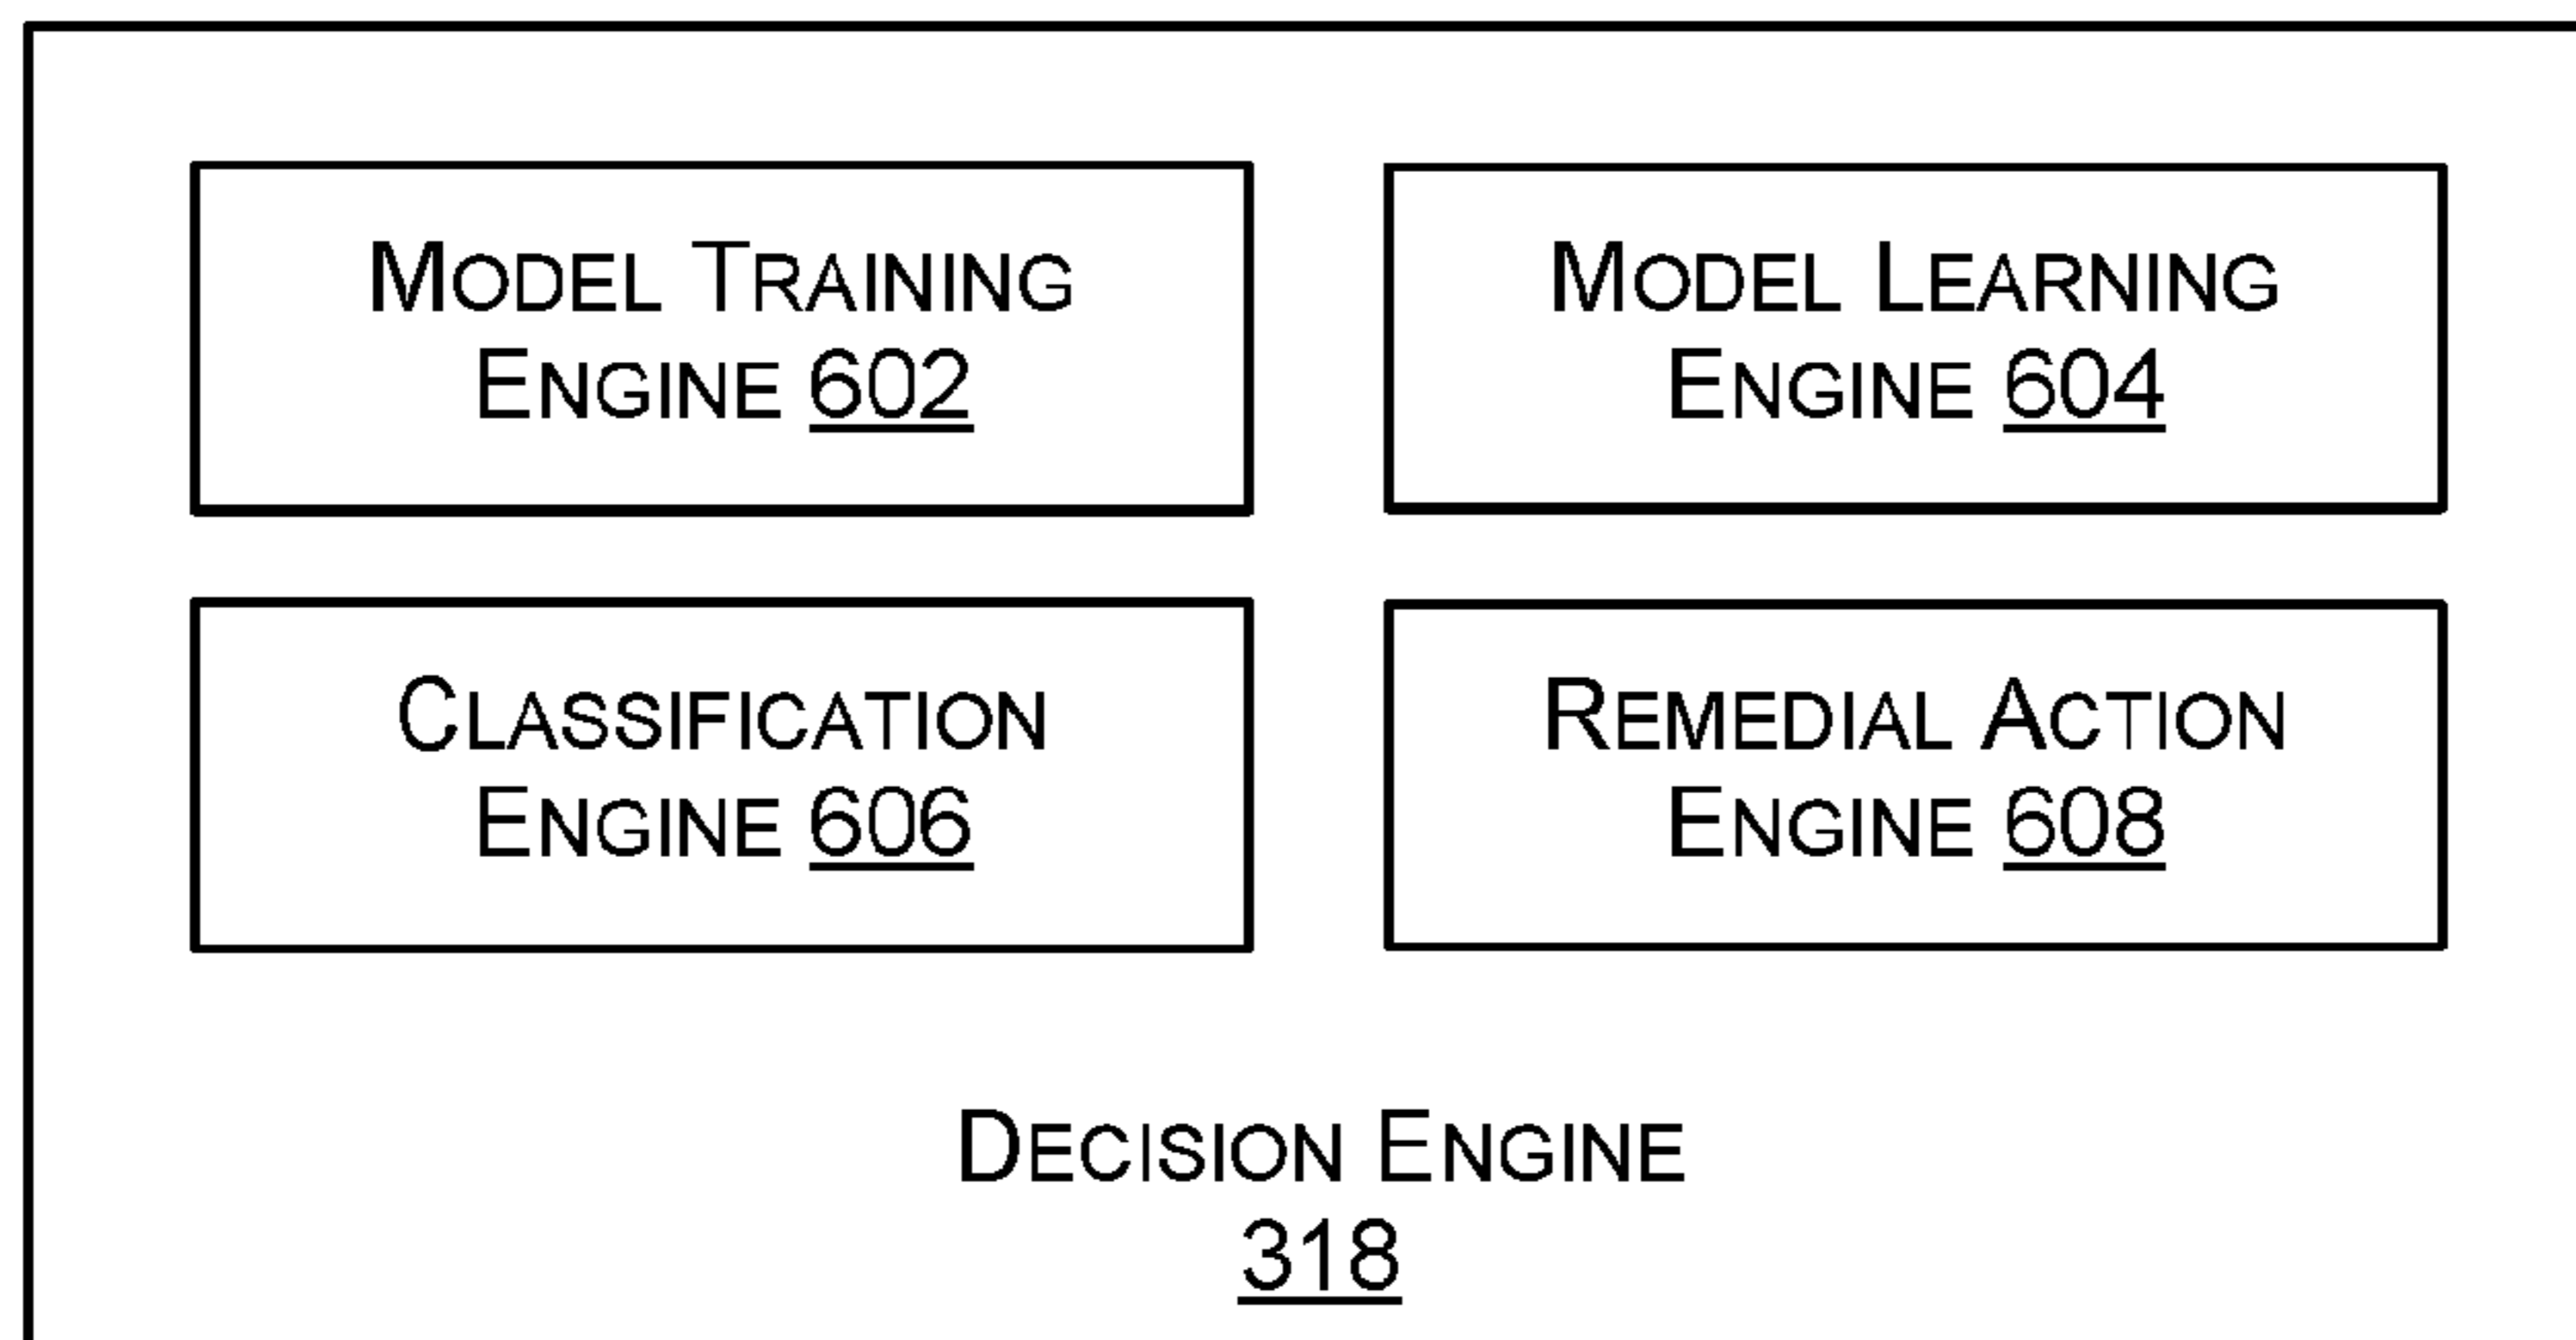 MODEL TRAINING
ENGINE 602
MODEL LEARNING
ENGINE 604
CLASSIFICATION
ENGINE 606
REMEDIAL ACTION
ENGINE 608
DECISION ENGINE
318